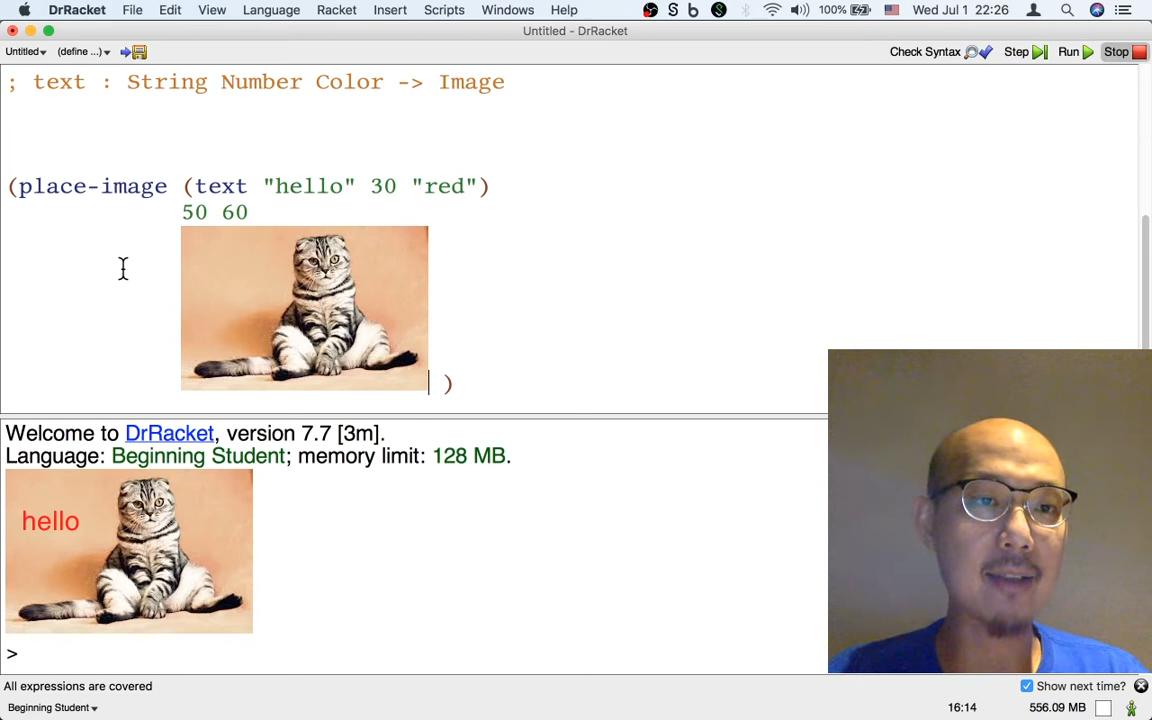 DrRacket File Edit View Language Racket Insert Scripts Windows Help 100% Wed Jul 1 22:26
Untitled - DrRacket
Untitled (define ...) Check Syntax Step Run Stop
; text : String Number Color -> Image
(place-image (text "hello" 30 "red")
50 60
)
Welcome to DrRacket, version 7.7 [3m].
Language: Beginning Student; memory limit: 128 MB.
hello
>
All expressions are covered Show next time?
Beginning Student 16:14 556.09 MB